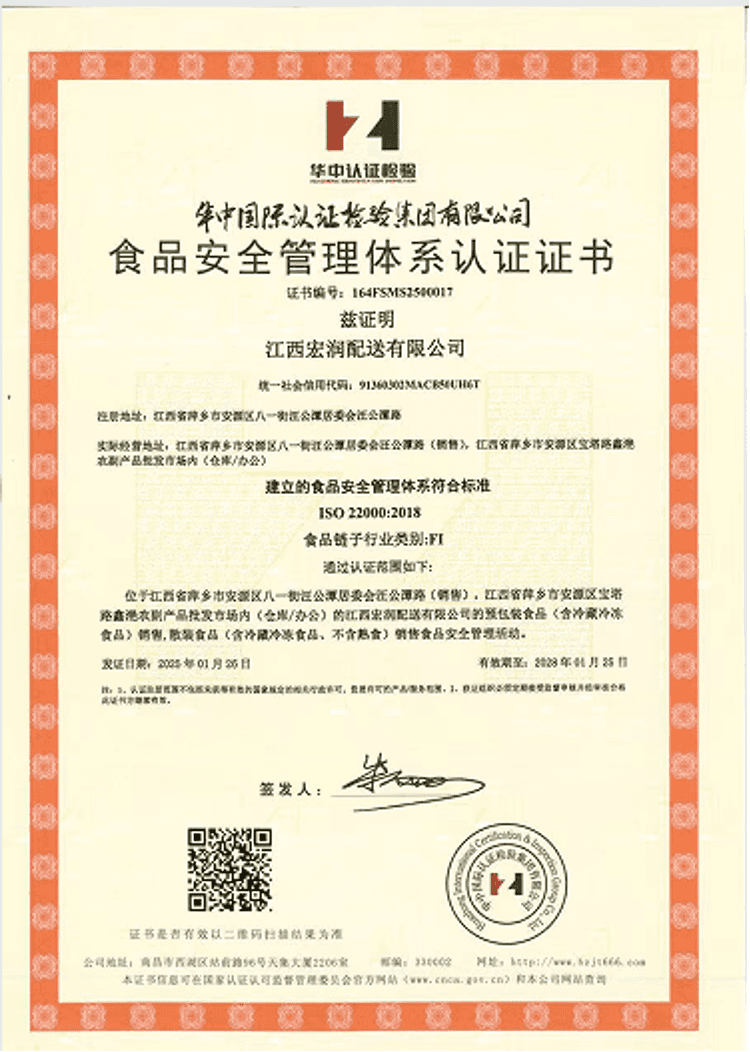 华中认证检验
华中国际认证检验集团有限公司
食品安全管理体系认证证书
证书编号：164FSMS2500017
兹证明
江西宏润配送有限公司
统一社会信用代码：91360302MACB50UH6T
注册地址：江西省萍乡市安源区八一街汪公潭居委会汪公潭路
实际经营地址：江西省萍乡市安源区八一街汪公潭居委会汪公潭路（销售），江西省萍乡市安源区宝塔路鑫滟
农副产品批发市场内（仓库/办公）
建立的食品安全管理体系符合标准
ISO 22000:2018
食品链子行业类别:FI
通过认证范围如下:
位于江西省萍乡市安源区八一街汪公潭居委会汪公潭路（销售），江西省萍乡市安源区宝塔
路鑫滟农副产品批发市场内（仓库/办公）的江西宏润配送有限公司的预包装食品（含冷藏冷冻
食品）销售,散装食品（含冷藏冷冻食品、不含熟食）销售食品安全管理活动。
发证日期：2025 年 01 月 26 日
有效期至：2028 年 01 月 25 日
此证书方继续有效。
签发人：
Huazhong International Certification & Inspection Group Co., Ltd.
华中国际认证检验集团有限公司
证书是否有效以二维码扫描结果为准
公司地址：南昌市西湖区站前路96号天集大厦2206室 邮编：330002 网址：http://www.hzjt666.com
本证书信息可在国家认证认可监督管理委员会官方网站（www.cnca.gov.cn）和本公司网站查询